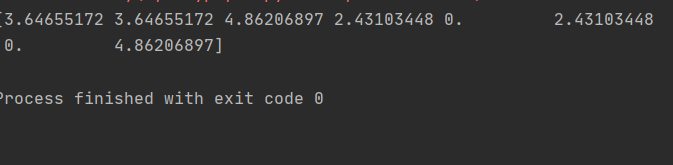 [3.64655172 3.64655172 4.86206897 2.43103448 0.         2.43103448
 0.         4.86206897]
Process finished with exit code 0